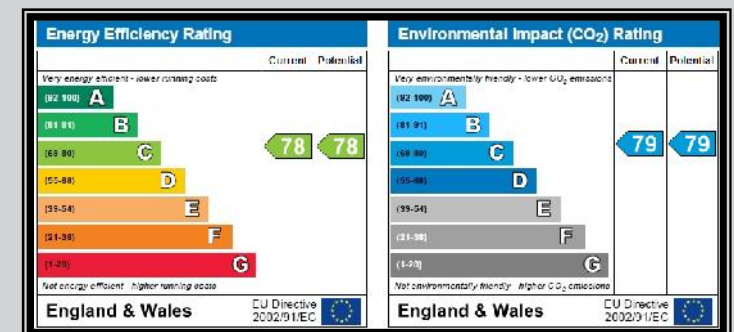 Energy Efficiency Rating
Current Potential
Very energy efficient - lower running costs
(92-100) A
(81-91) B
(69-80) C
(55-68) D
(39-54) E
(21-38) F
(1-20) G
78 78
Not energy efficient - higher running costs
England & Wales
EU Directive
2002/91/EC
Environmental Impact (CO2) Rating
Current Potential
Very environmentally friendly - lower CO2 emissions
(92-100) A
(81-91) B
(69-80) C
(55-68) D
(39-54) E
(21-38) F
(1-20) G
79 79
Not environmentally friendly - higher CO2 emissions
England & Wales
EU Directive
2002/91/EC